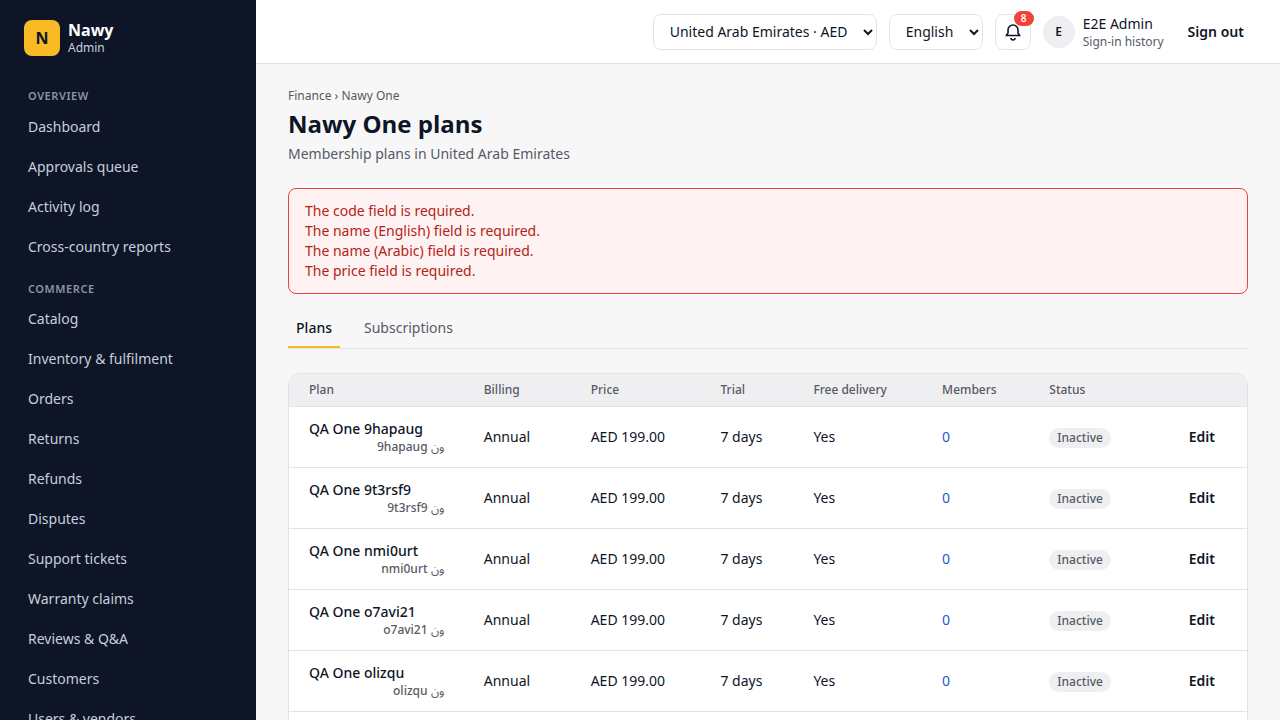 N
Nawy
Admin
OVERVIEW
Dashboard
Approvals queue
Activity log
Cross-country reports
COMMERCE
Catalog
Inventory & fulfilment
Orders
Returns
Refunds
Disputes
Support tickets
Warranty claims
Reviews & Q&A
Customers
Users & vendors
United Arab Emirates · AED
English
8
E
E2E Admin
Sign-in history
Sign out
Finance › Nawy One
Nawy One plans
Membership plans in United Arab Emirates
The code field is required.
The name (English) field is required.
The name (Arabic) field is required.
The price field is required.
Plans Subscriptions
Plan Billing Price Trial Free delivery Members Status
QA One 9hapaug
ون 9hapaug
Annual AED 199.00 7 days Yes 0 Inactive Edit
QA One 9t3rsf9
ون 9t3rsf9
Annual AED 199.00 7 days Yes 0 Inactive Edit
QA One nmi0urt
ون nmi0urt
Annual AED 199.00 7 days Yes 0 Inactive Edit
QA One o7avi21
ون o7avi21
Annual AED 199.00 7 days Yes 0 Inactive Edit
QA One olizqu
ون olizqu
Annual AED 199.00 7 days Yes 0 Inactive Edit